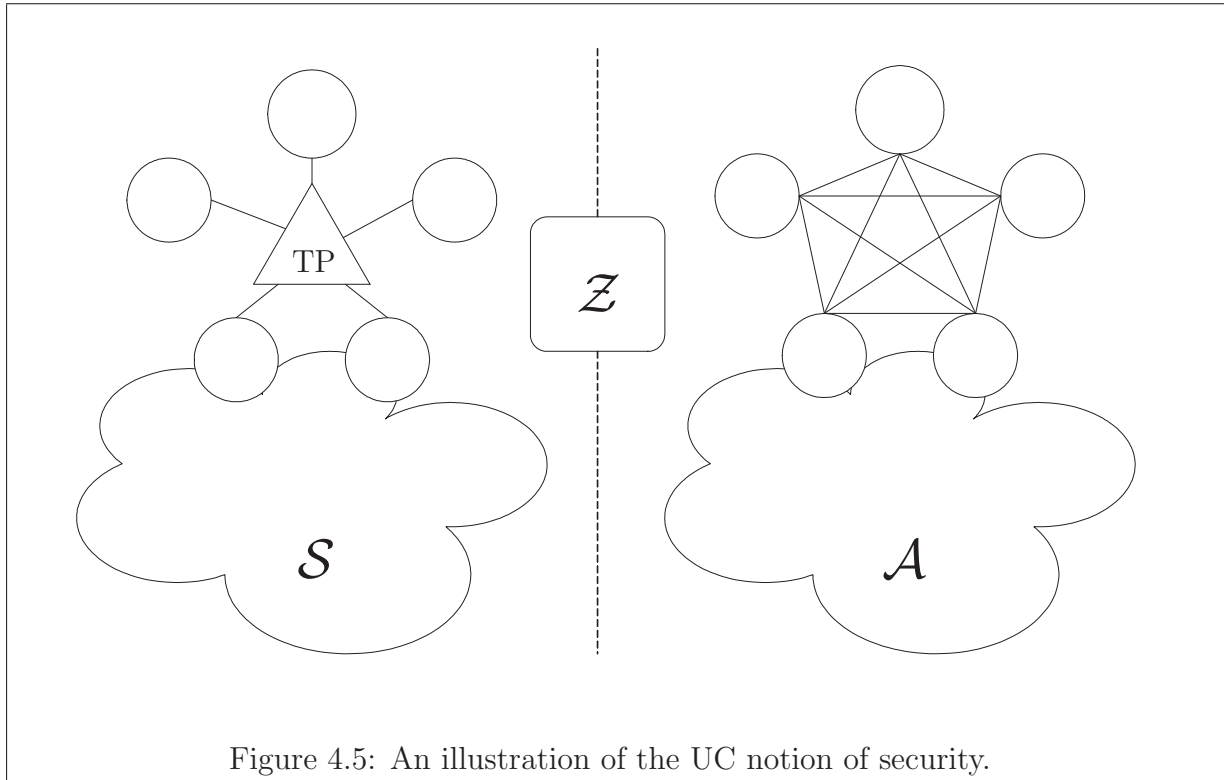 TP
𝒵
𝒮
𝒜
Figure 4.5: An illustration of the UC notion of security.